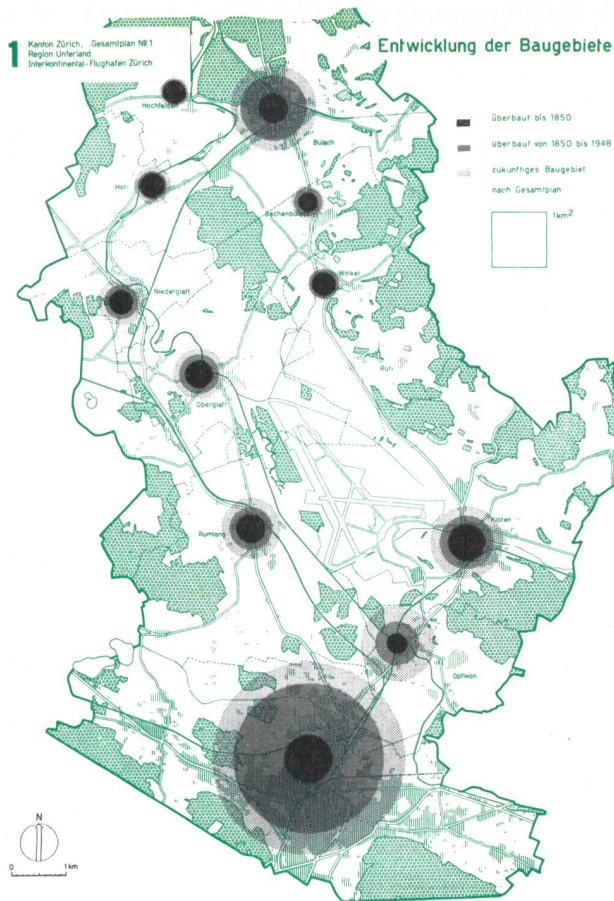 1
Kanton Zürich, Gesamtplan № 1
Region Unterland
Interkontinental-Flughafen Zürich
Entwicklung der Baugebiete
überbaut bis 1850
überbaut von 1850 bis 1948
zukünftiges Baugebiet
nach Gesamtplan
1km²
Hochfelden
Bülach
Höri
Bachenbülach
Winkel
Niederglatt
Rüti
Oberglatt
Rümlang
Kloten
Opfikon
N
0 1km